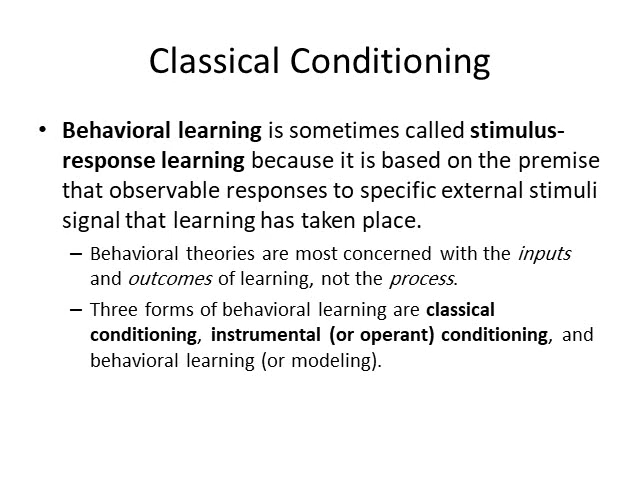 Classical Conditioning
• Behavioral learning is sometimes called stimulus-
response learning because it is based on the premise
that observable responses to specific external stimuli
signal that learning has taken place.
– Behavioral theories are most concerned with the inputs
and outcomes of learning, not the process.
– Three forms of behavioral learning are classical
conditioning, instrumental (or operant) conditioning, and
behavioral learning (or modeling).